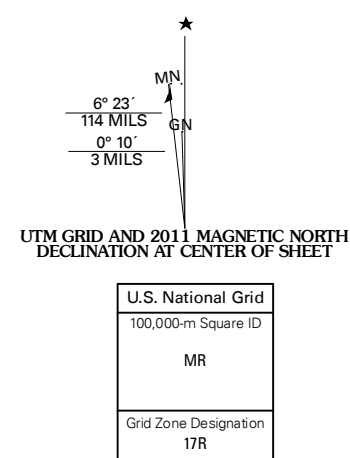 ★
M.N.
6° 23´
114 MILS
GN
0° 10´
3 MILS
UTM GRID AND 2011 MAGNETIC NORTH
DECLINATION AT CENTER OF SHEET
U.S. National Grid
100,000-m Square ID
MR
Grid Zone Designation
17R